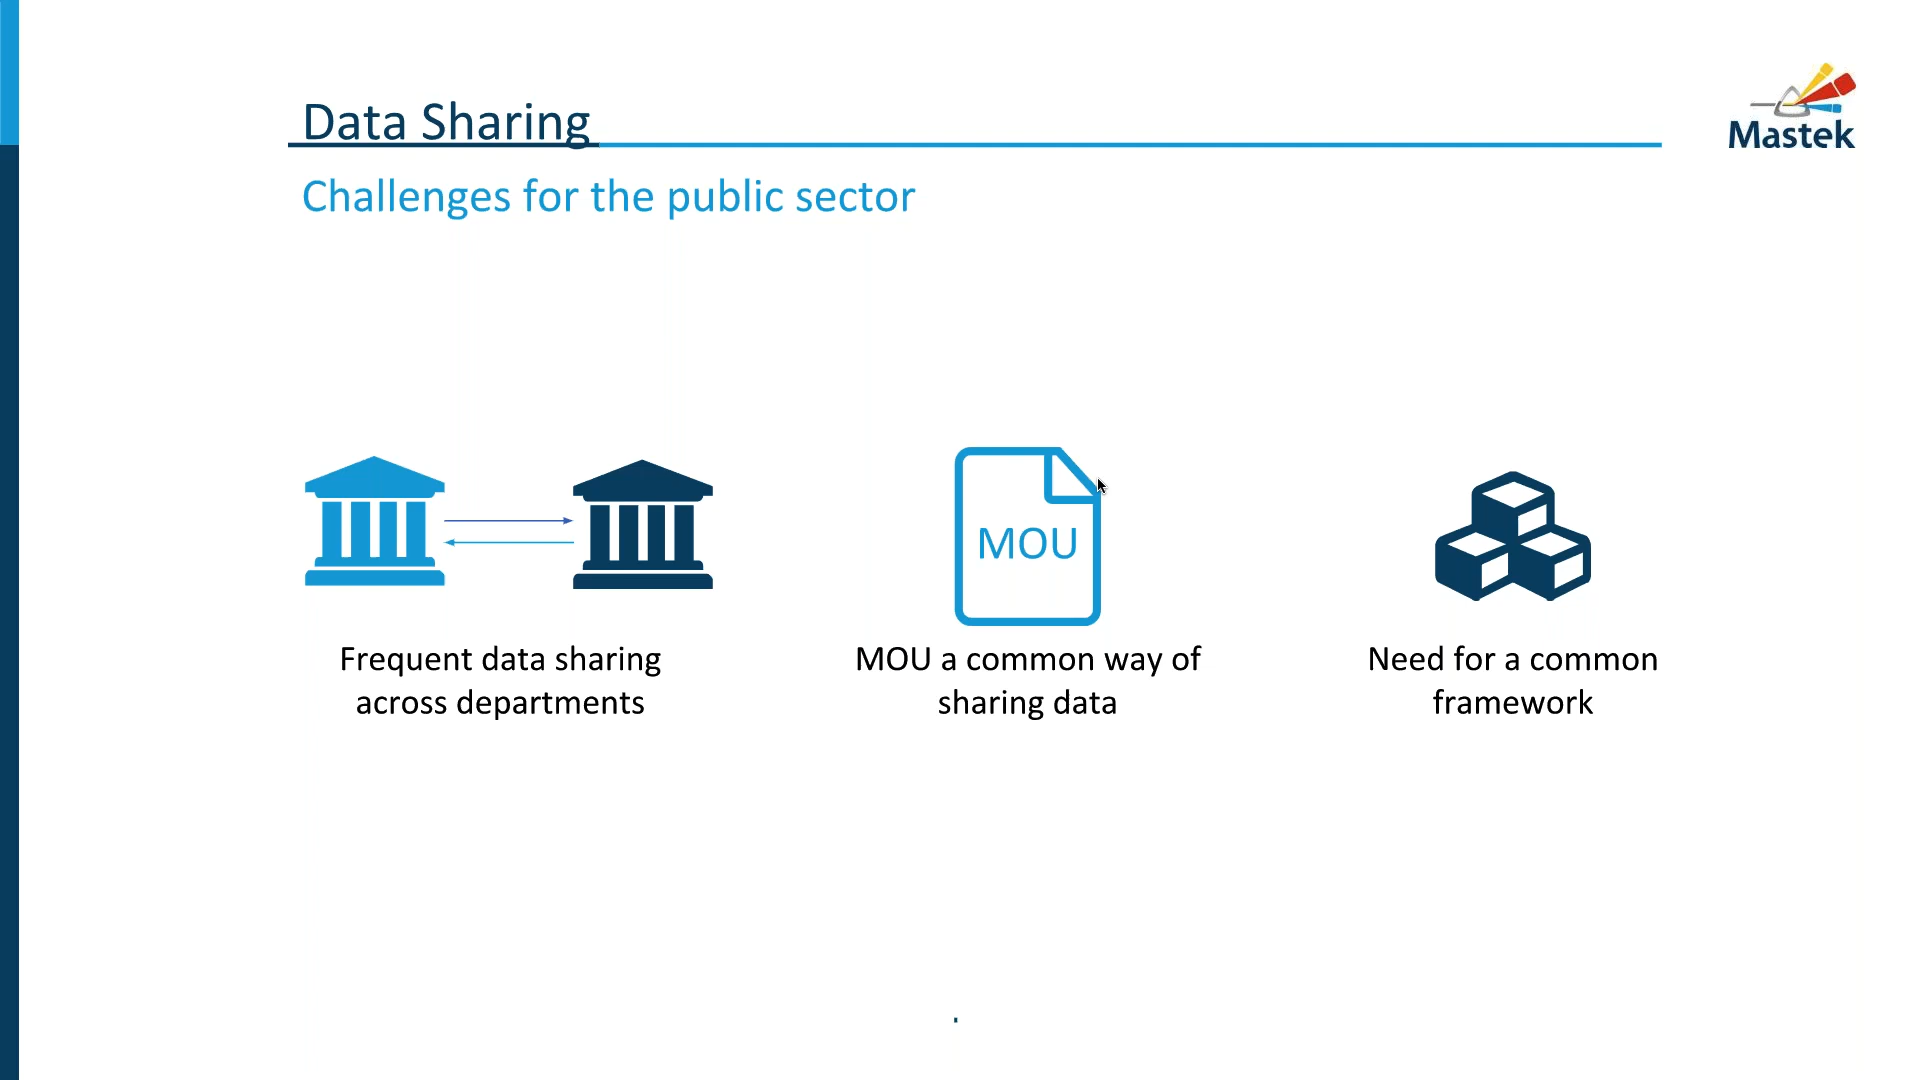 Data Sharing
Mastek
Challenges for the public sector
MOU
Frequent data sharing
across departments
MOU a common way of
sharing data
Need for a common
framework